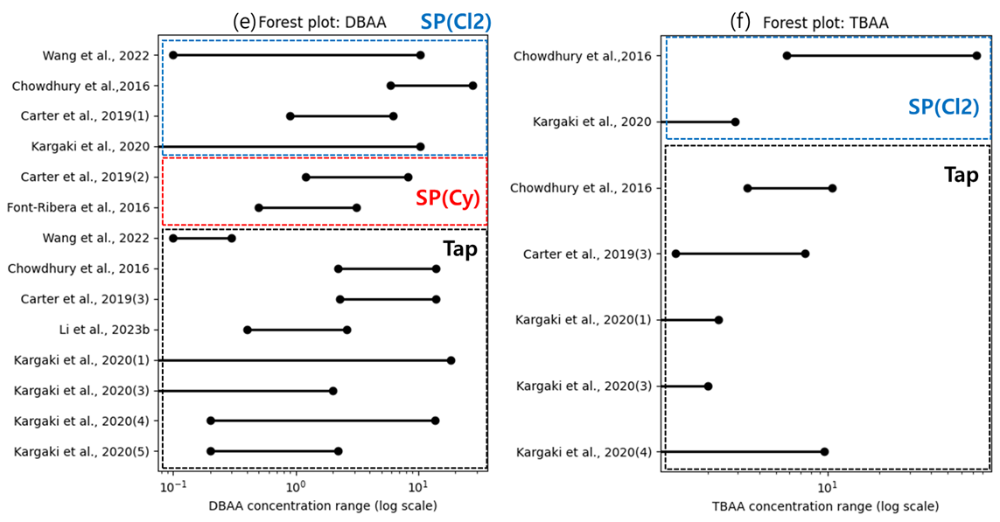 (e) Forest plot: DBAA
SP(Cl2)
Wang et al., 2022
Chowdhury et al.,2016
Carter et al., 2019(1)
Kargaki et al., 2020
Carter et al., 2019(2)
SP(Cy)
Font-Ribera et al., 2016
Wang et al., 2022
Tap
Chowdhury et al., 2016
Carter et al., 2019(3)
Li et al., 2023b
Kargaki et al., 2020(1)
Kargaki et al., 2020(3)
Kargaki et al., 2020(4)
Kargaki et al., 2020(5)
10⁻¹ 10⁰ 10¹
DBAA concentration range (log scale)
(f) Forest plot: TBAA
Chowdhury et al.,2016
SP(Cl2)
Kargaki et al., 2020
Tap
Chowdhury et al., 2016
Carter et al., 2019(3)
Kargaki et al., 2020(1)
Kargaki et al., 2020(3)
Kargaki et al., 2020(4)
10¹
TBAA concentration range (log scale)